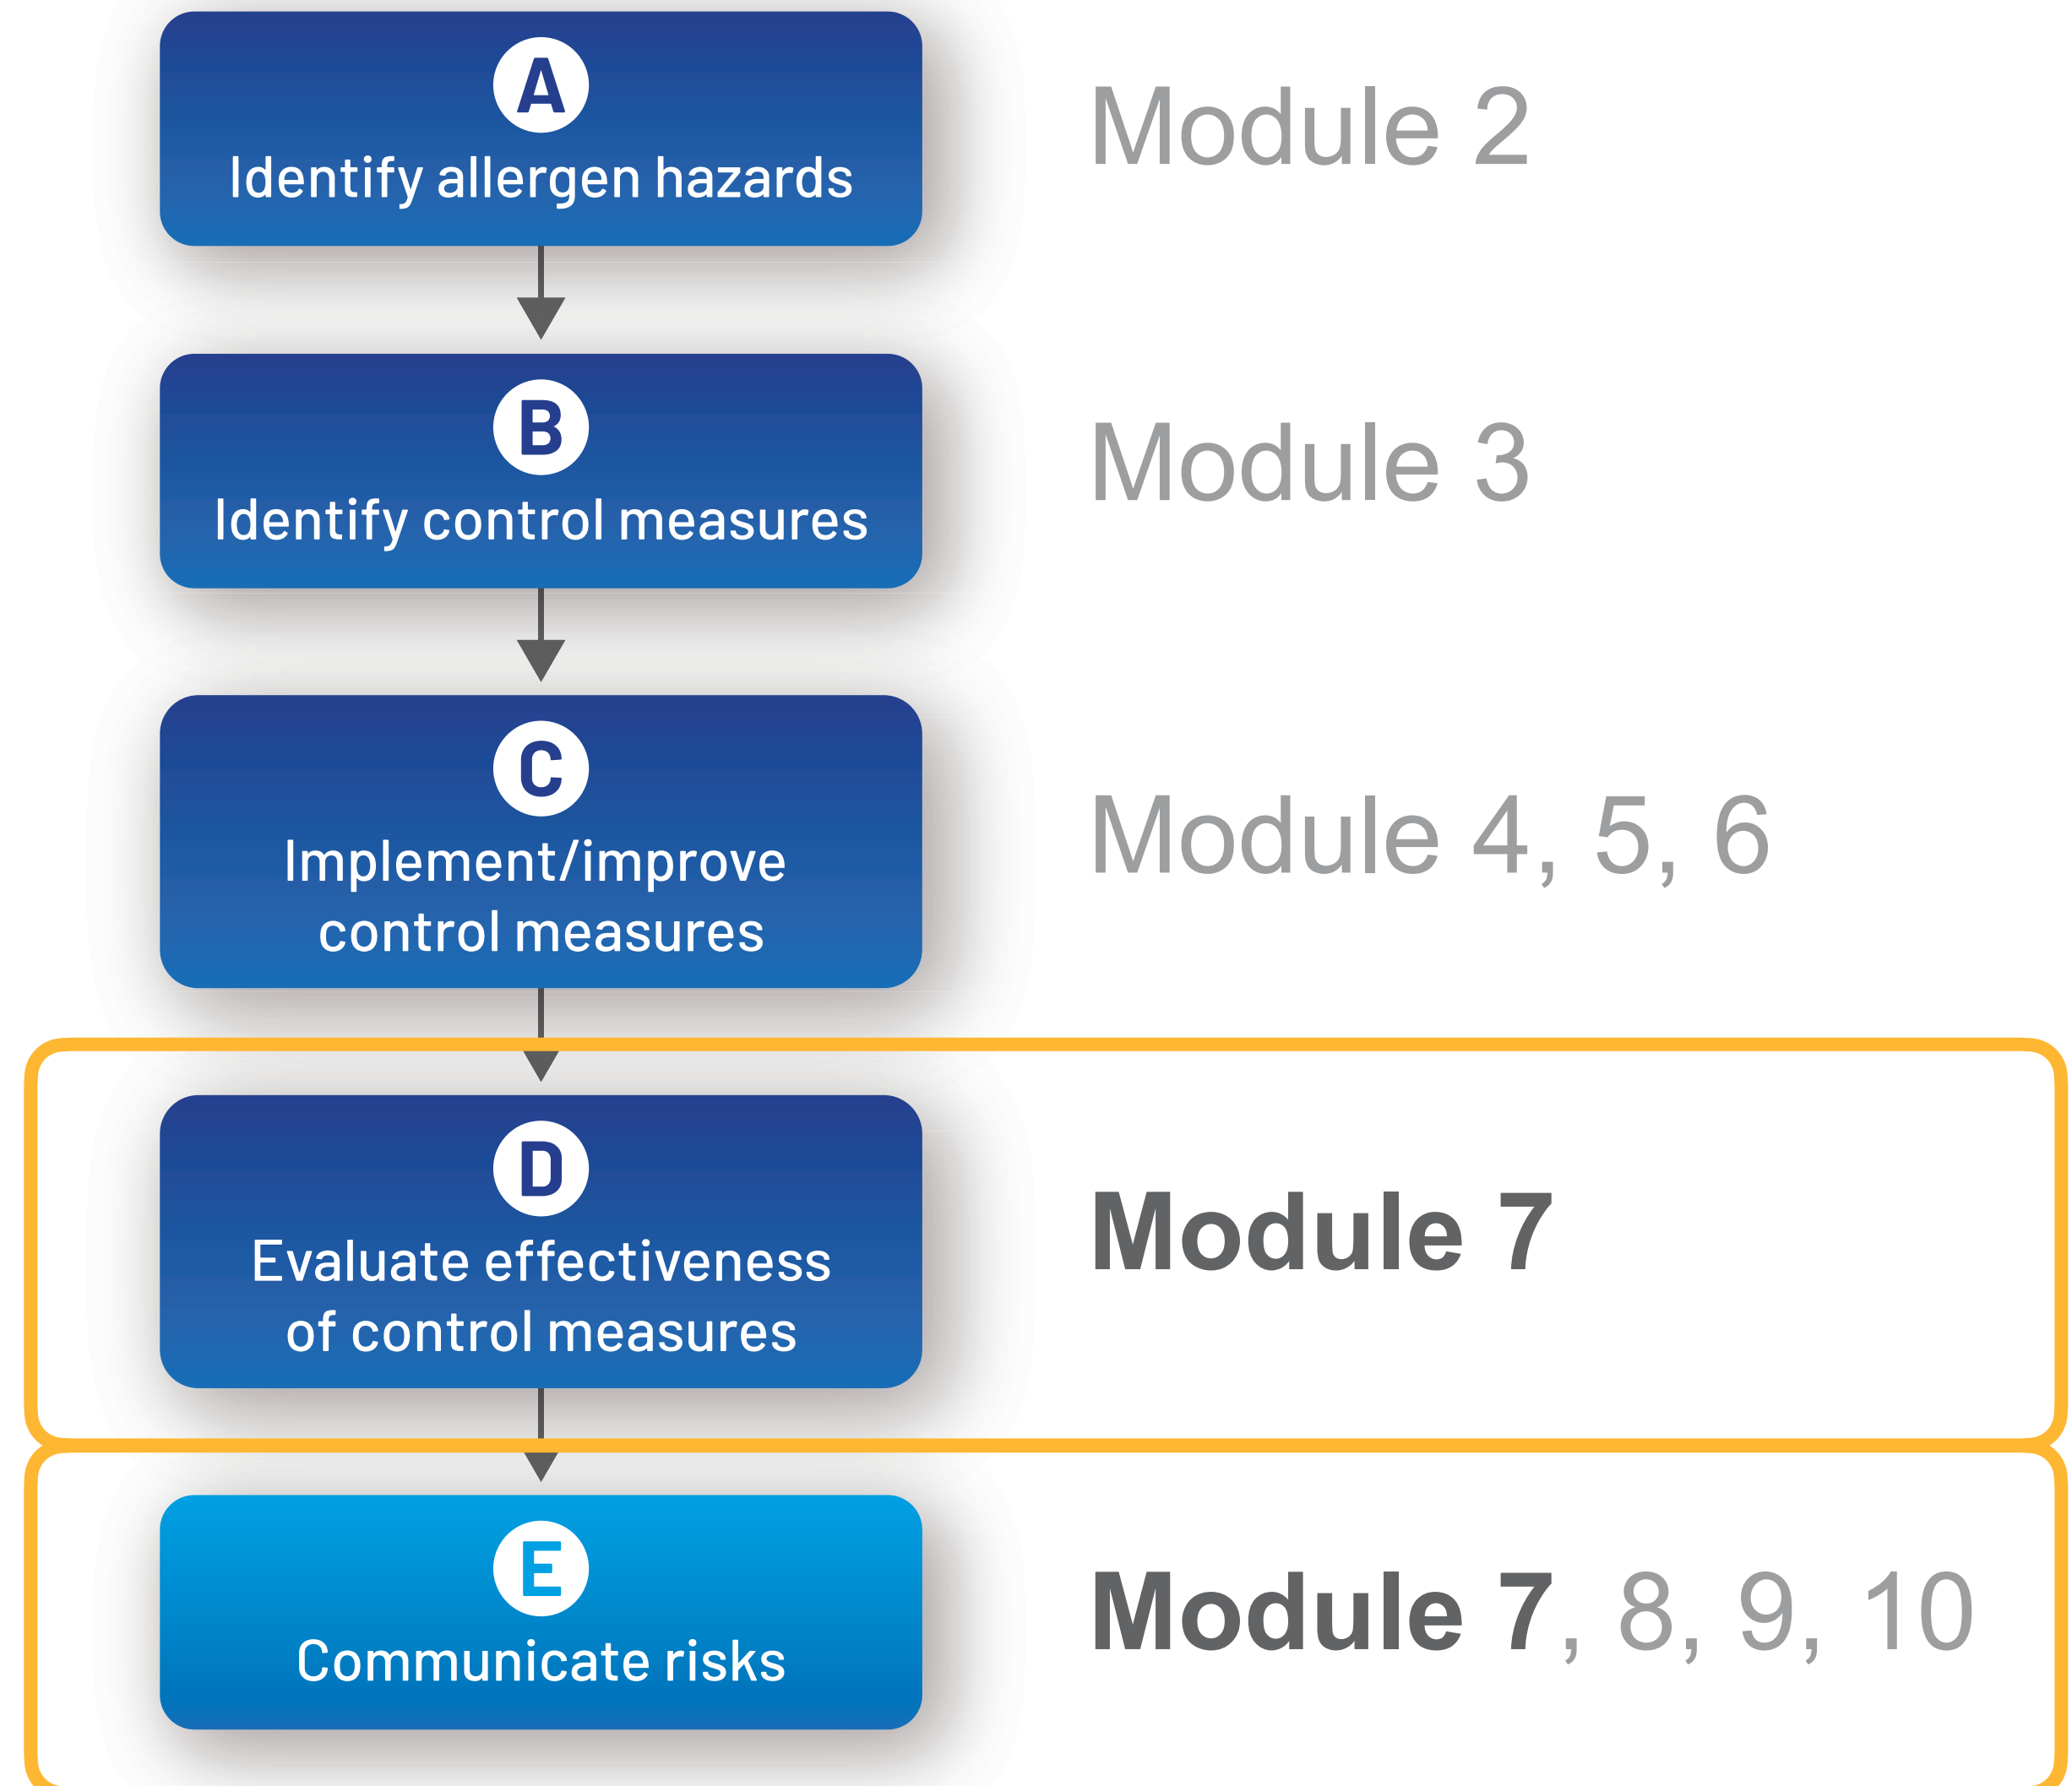 A
Identify allergen hazards
Module 2
B
Identify control measures
Module 3
C
Implement/improve
control measures
Module 4, 5, 6
D
Evaluate effectiveness
of control measures
Module 7
E
Communicate risks
Module 7, 8, 9, 10